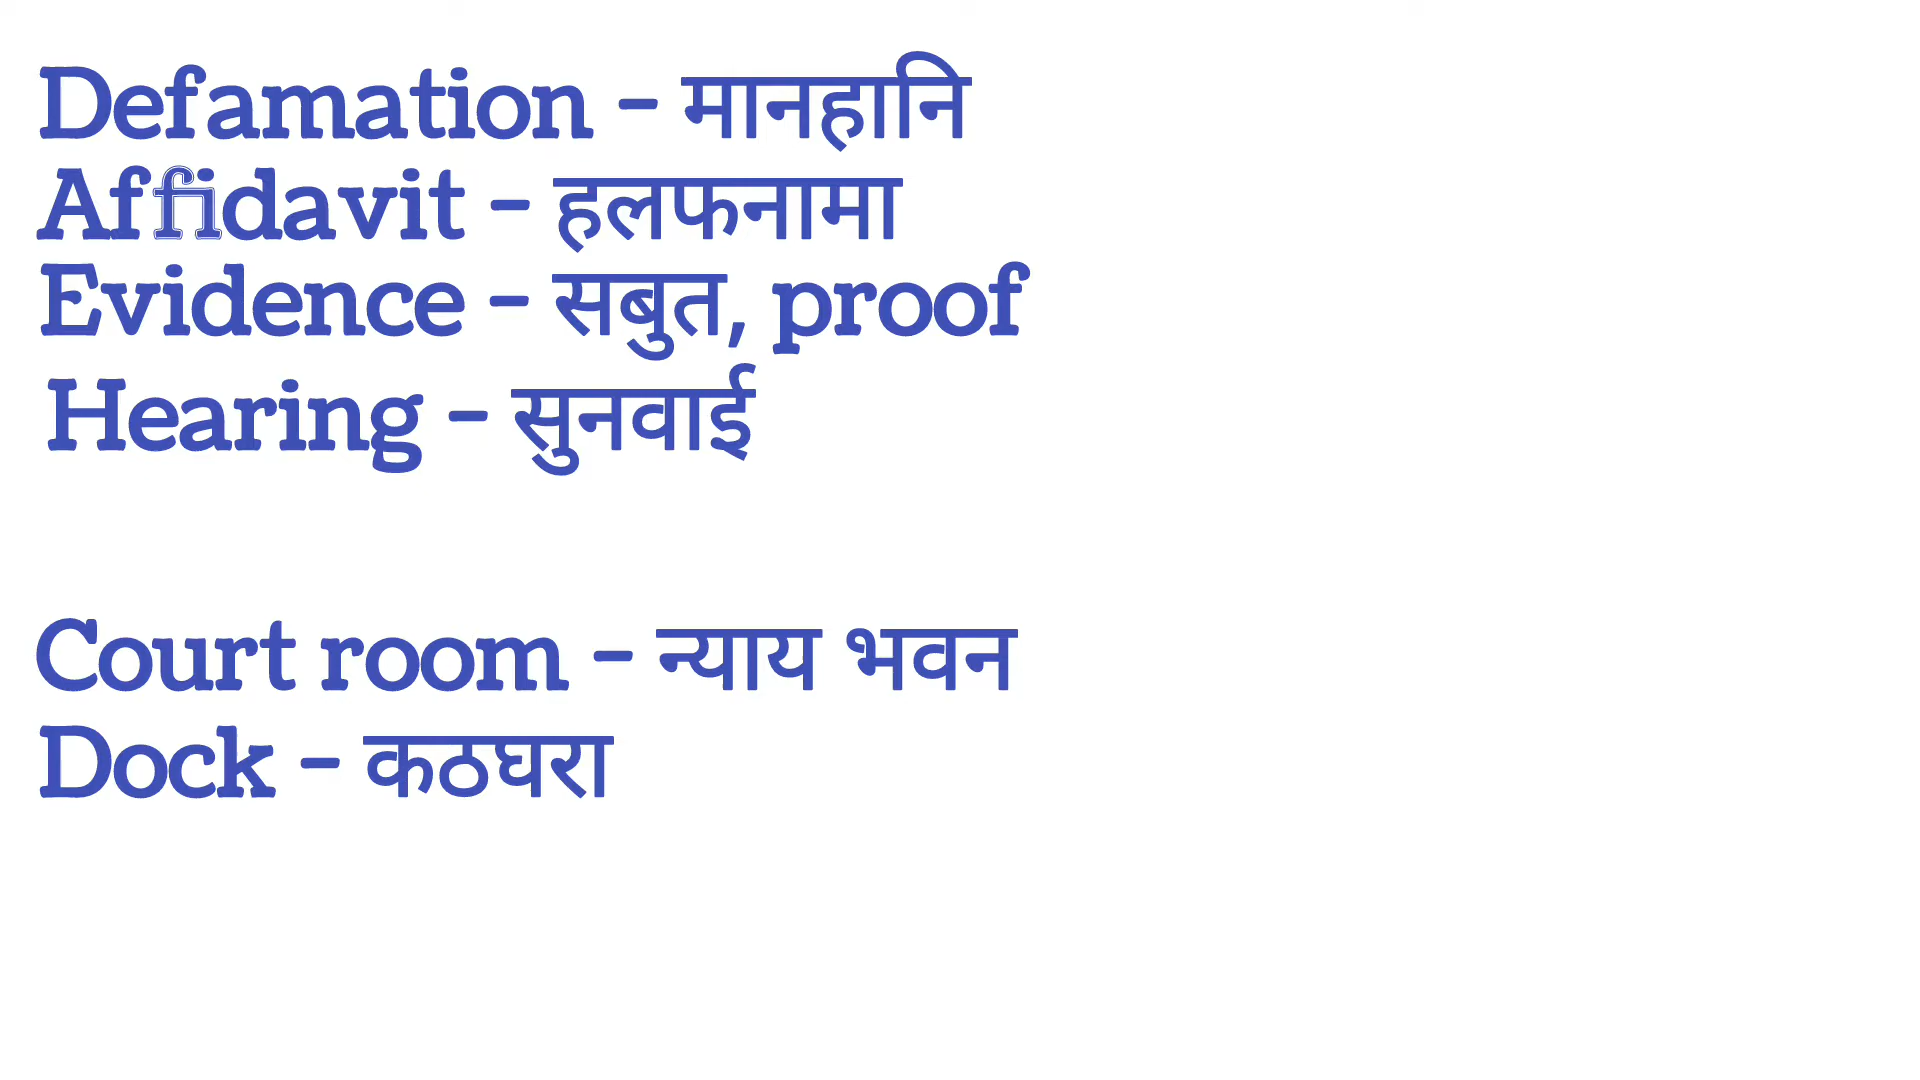 Defamation - मानहानि
Affidavit - हलफनामा
Evidence - सबुत, proof
Hearing - सुनवाई
Court room - न्याय भवन
Dock - कठघरा